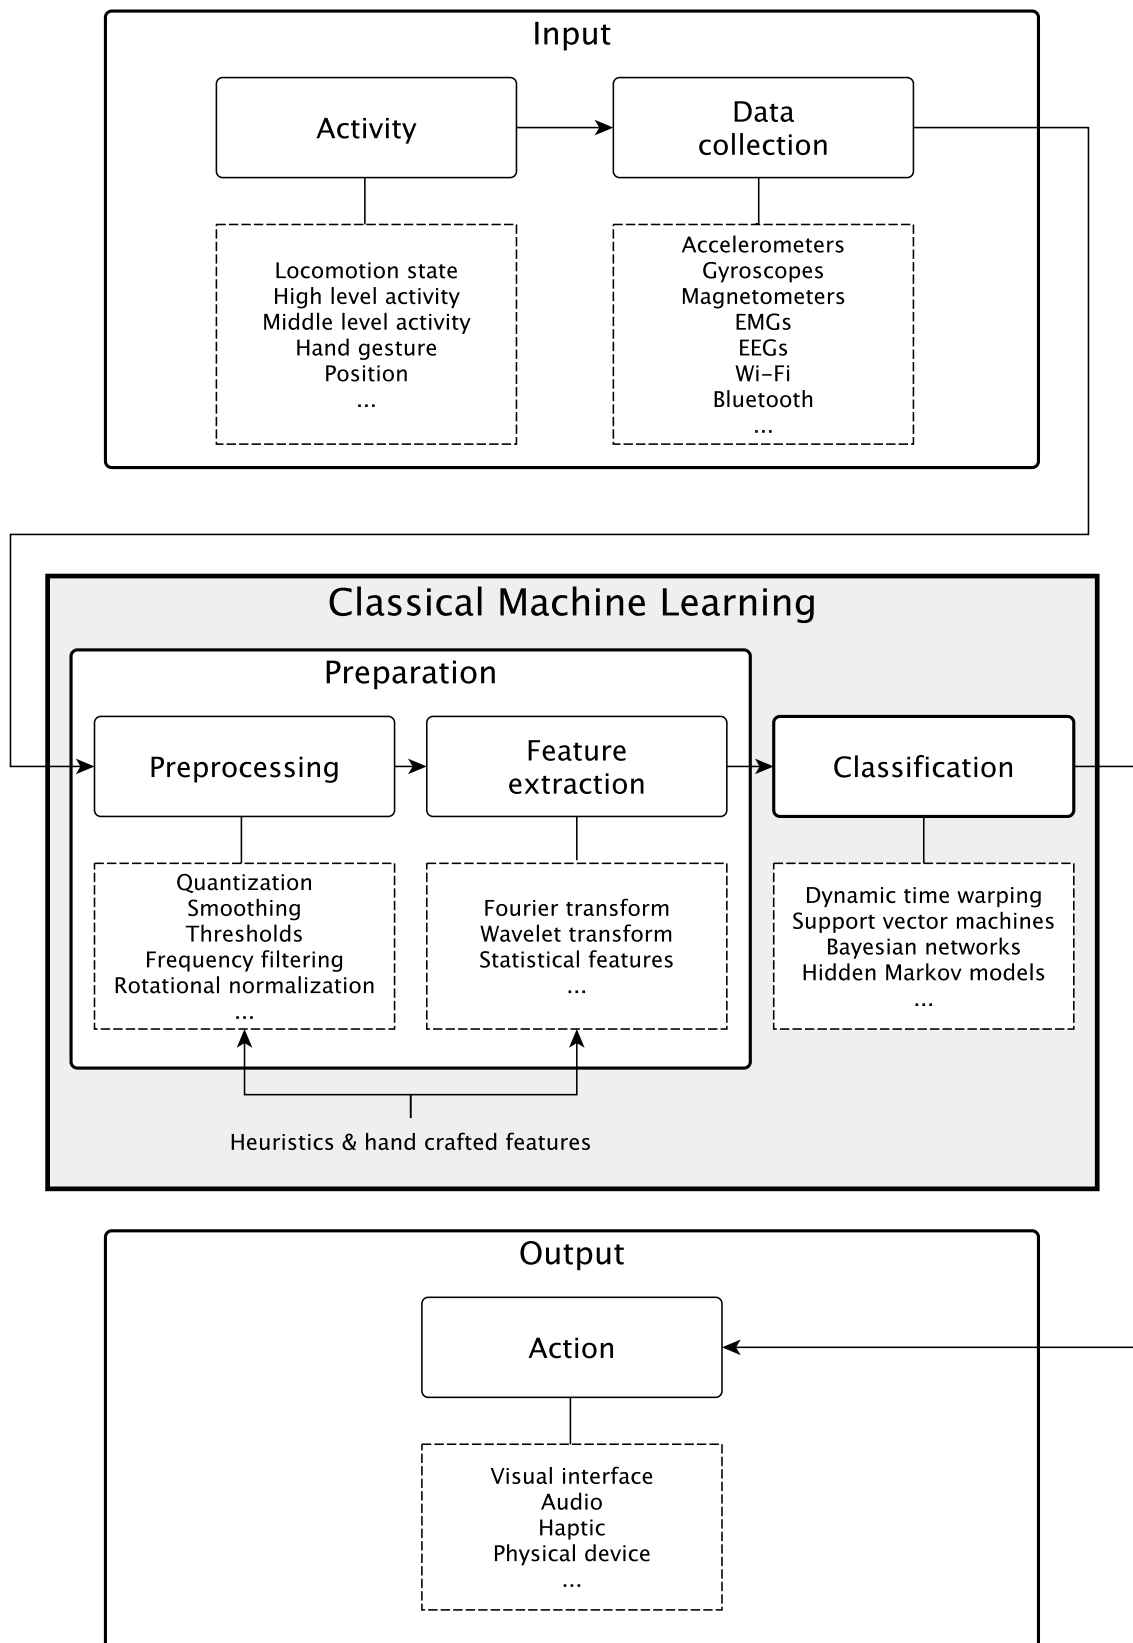 Input
Activity
Data
collection
Locomotion state
High level activity
Middle level activity
Hand gesture
Position
...
Accelerometers
Gyroscopes
Magnetometers
EMGs
EEGs
Wi–Fi
Bluetooth
...
Classical Machine Learning
Preparation
Preprocessing
Feature
extraction
Classification
Quantization
Smoothing
Thresholds
Frequency filtering
Rotational normalization
...
Fourier transform
Wavelet transform
Statistical features
...
Dynamic time warping
Support vector machines
Bayesian networks
Hidden Markov models
...
Heuristics & hand crafted features
Output
Action
Visual interface
Audio
Haptic
Physical device
...